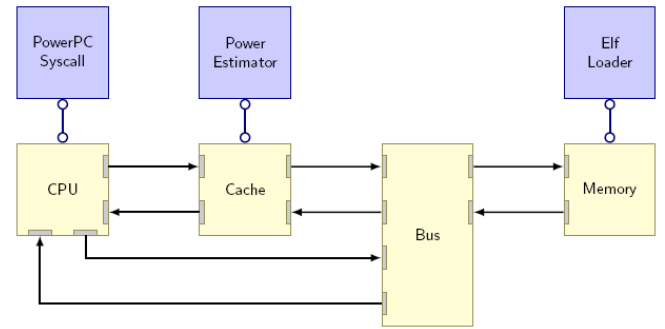 PowerPC
Syscall
Power
Estimator
Elf
Loader
CPU
Cache
Bus
Memory